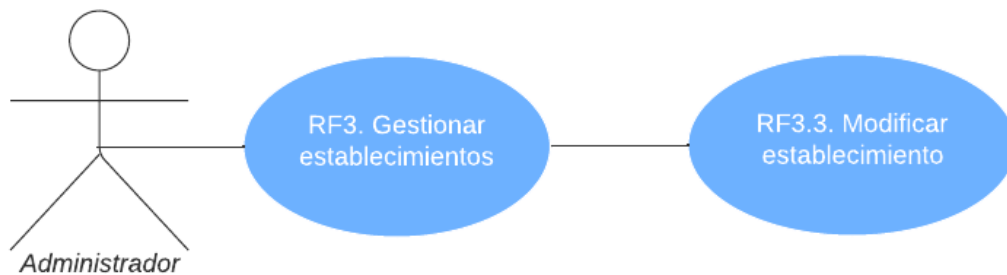 RF3. Gestionar
establecimientos
RF3.3. Modificar
establecimiento
Administrador